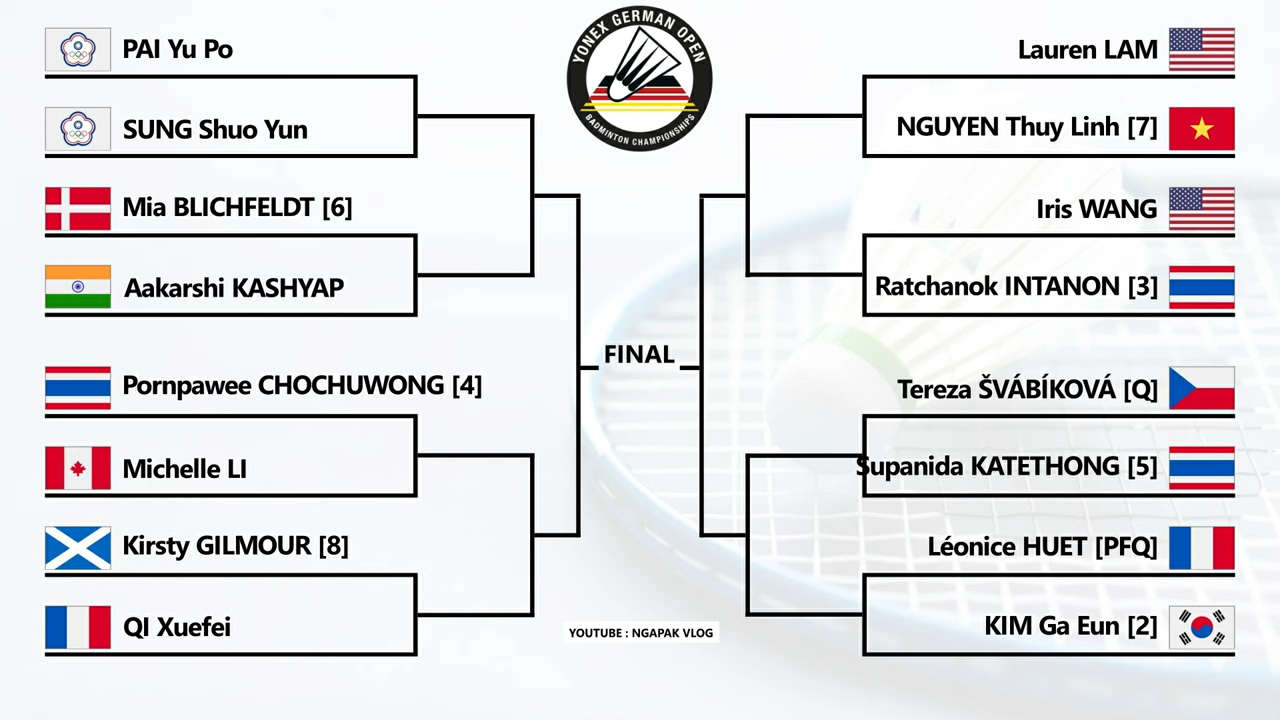 YONEX GERMAN OPEN
BADMINTON CHAMPIONSHIPS
PAI Yu Po
SUNG Shuo Yun
Mia BLICHFELDT [6]
Aakarshi KASHYAP
Pornpawee CHOCHUWONG [4]
Michelle LI
Kirsty GILMOUR [8]
QI Xuefei
FINAL
Lauren LAM
NGUYEN Thuy Linh [7]
Iris WANG
Ratchanok INTANON [3]
Tereza ŠVÁBÍKOVÁ [Q]
Supanida KATETHONG [5]
Léonice HUET [PFQ]
KIM Ga Eun [2]
YOUTUBE : NGAPAK VLOG